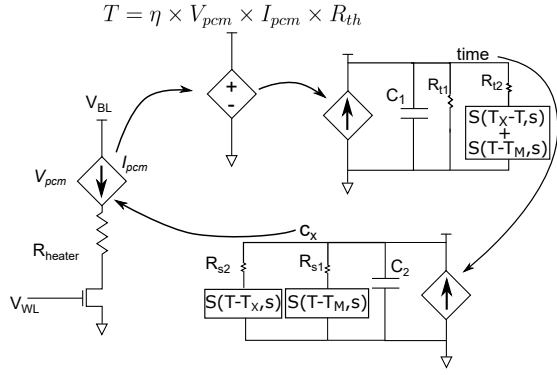 T = η × V_pcm × I_pcm × R_th
time
+
-
V_BL
C_1
R_t1
R_t2
S(T_X-T,s)
+
S(T-T_M,s)
V_pcm
I_pcm
R_heater
V_WL
c_x
R_s2
R_s1
C_2
S(T-T_X,s)
S(T-T_M,s)